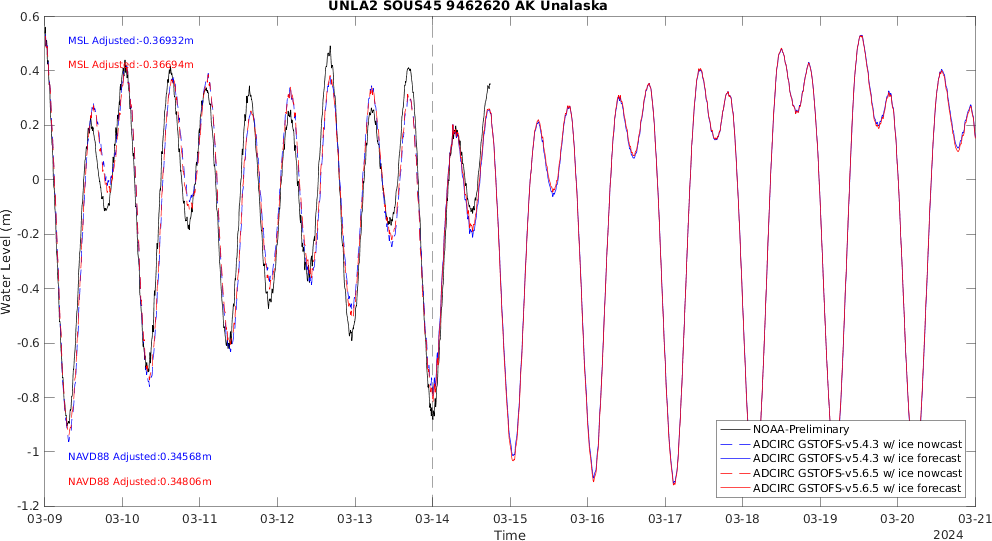 UNLA2 SOUS45 9462620 AK Unalaska
0.6
0.4
0.2
0
-0.2
-0.4
-0.6
-0.8
-1
-1.2
Water Level (m)
MSL Adjusted:-0.36932m
MSL Adjusted:-0.36694m
NAVD88 Adjusted:0.34568m
NAVD88 Adjusted:0.34806m
NOAA-Preliminary
ADCIRC GSTOFS-v5.4.3 w/ ice nowcast
ADCIRC GSTOFS-v5.4.3 w/ ice forecast
ADCIRC GSTOFS-v5.6.5 w/ ice nowcast
ADCIRC GSTOFS-v5.6.5 w/ ice forecast
03-09 03-10 03-11 03-12 03-13 03-14 03-15 03-16 03-17 03-18 03-19 03-20 03-21
Time
2024